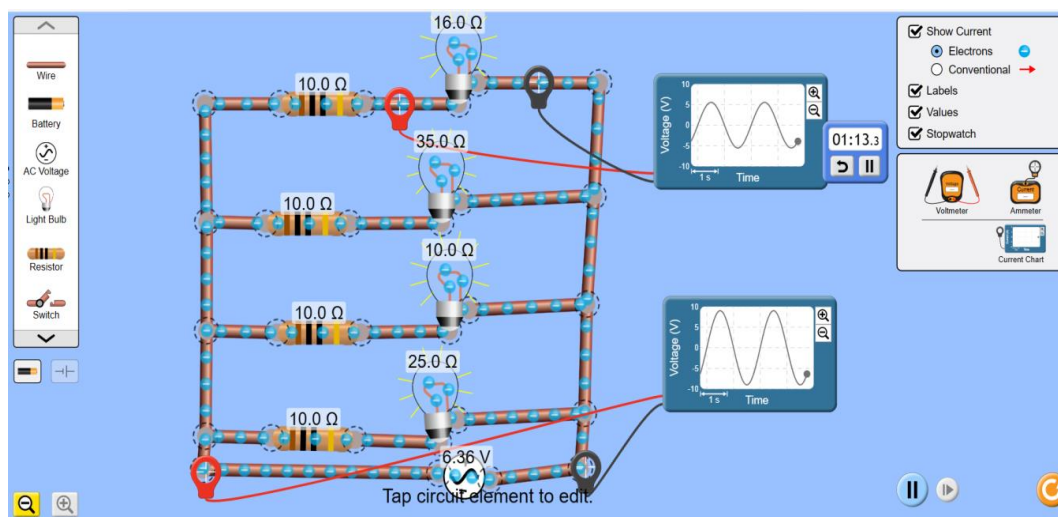 Wire
Battery
AC Voltage
Light Bulb
Resistor
Switch
16.0 Ω
10.0 Ω
35.0 Ω
10.0 Ω
10.0 Ω
10.0 Ω
25.0 Ω
10.0 Ω
6.36 V
Tap circuit element to edit.
Voltage (V)
10
5
0
-5
-10
1 s
Time
01:13.3
Voltage (V)
10
5
0
-5
-10
1 s
Time
Show Current
Electrons
Conventional
Labels
Values
Stopwatch
Voltmeter
Ammeter
Current Chart